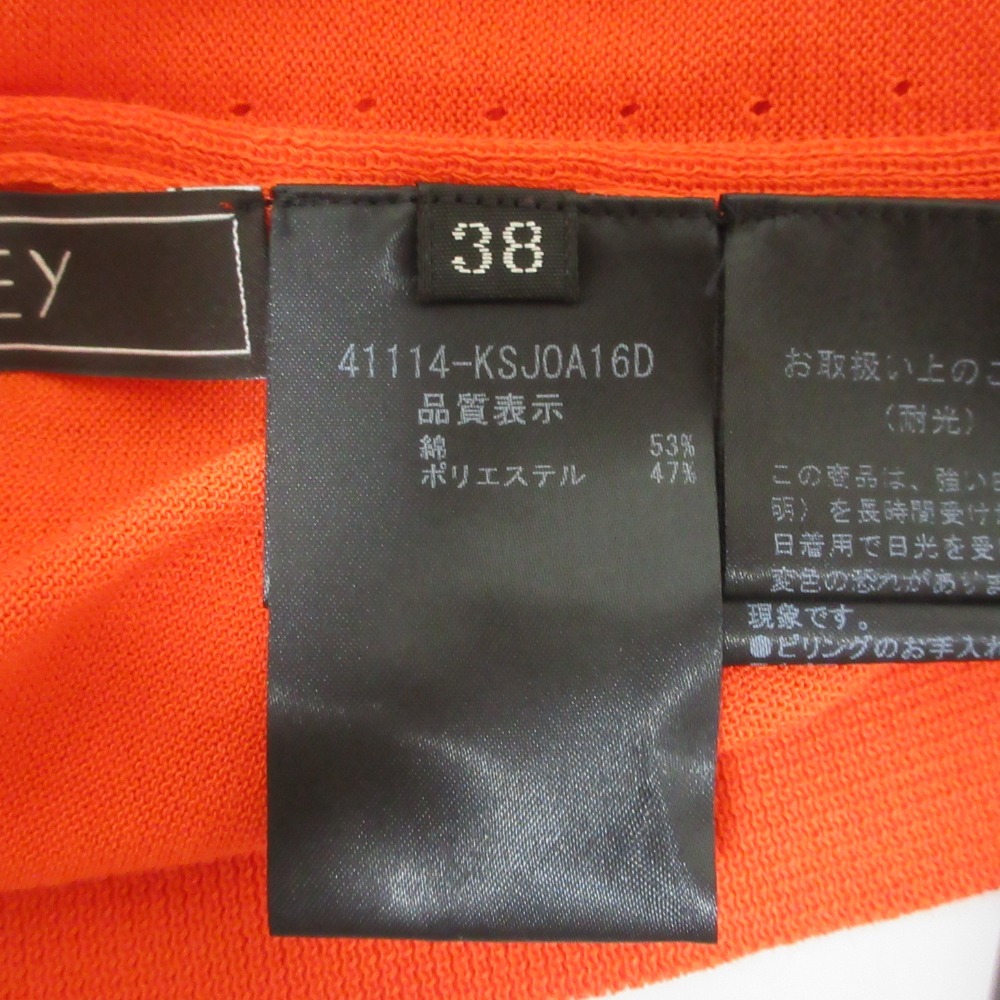 EY
38
41114-KSJ0A16D
品質表示
綿 53%
ポリエステル 47%
お取扱い上のご
(耐光)
この商品は、強い
明)を長時間受け
日着用で日光を受
変色の恐れがありま
現象です。
●ピリングのお手入れ